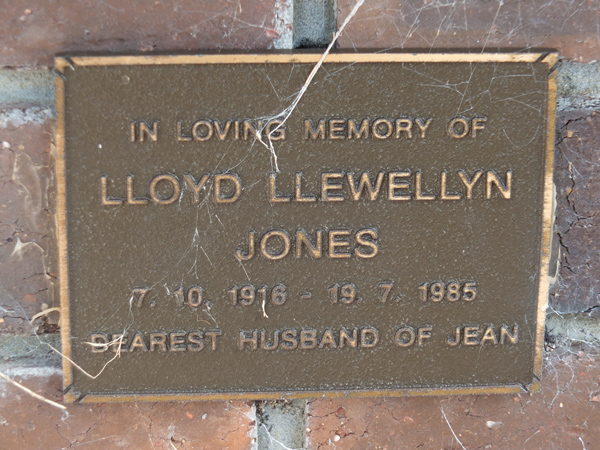 IN LOVING MEMORY OF
LLOYD LLEWELLYN
JONES
7. 10. 1916 - 19. 7. 1985
DEAREST HUSBAND OF JEAN